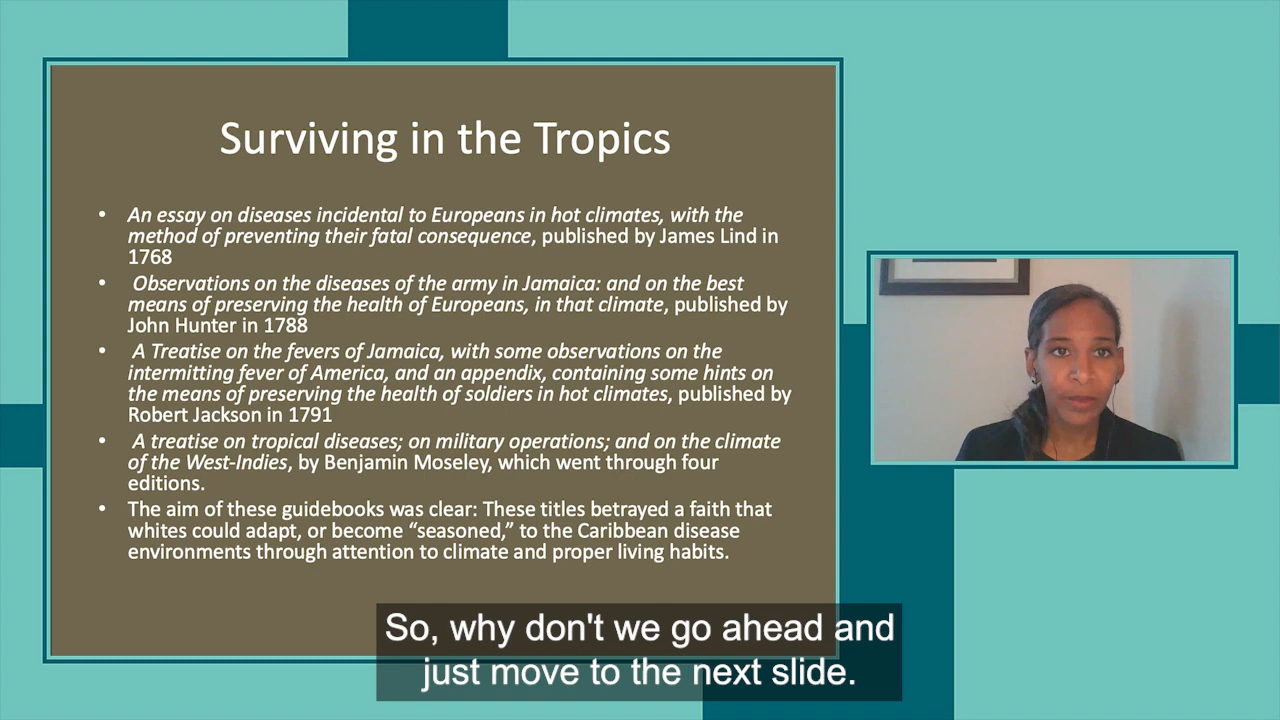 Surviving in the Tropics
• An essay on diseases incidental to Europeans in hot climates, with the
method of preventing their fatal consequence, published by James Lind in
1768
• Observations on the diseases of the army in Jamaica: and on the best
means of preserving the health of Europeans, in that climate, published by
John Hunter in 1788
• A Treatise on the fevers of Jamaica, with some observations on the
intermitting fever of America, and an appendix, containing some hints on
the means of preserving the health of soldiers in hot climates, published by
Robert Jackson in 1791
• A treatise on tropical diseases; on military operations; and on the climate
of the West-Indies, by Benjamin Moseley, which went through four
editions.
• The aim of these guidebooks was clear: These titles betrayed a faith that
whites could adapt, or become “seasoned,” to the Caribbean disease
environments through attention to climate and proper living habits.
So, why don't we go ahead and
just move to the next slide.